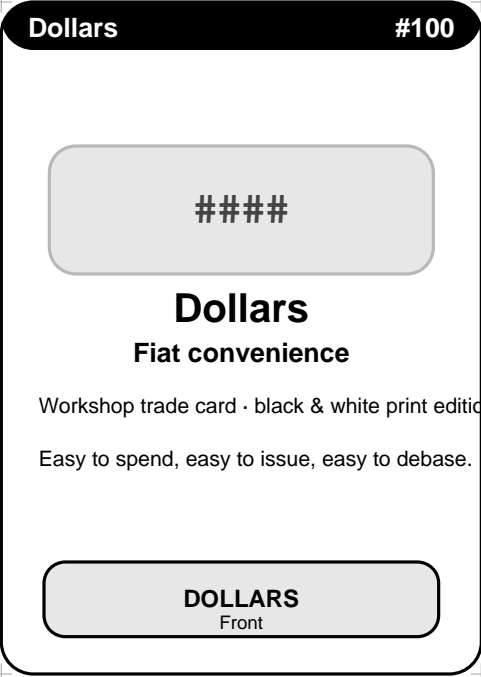 Dollars #100
####
Dollars
Fiat convenience
Workshop trade card · black & white print editic
Easy to spend, easy to issue, easy to debase.
DOLLARS
Front